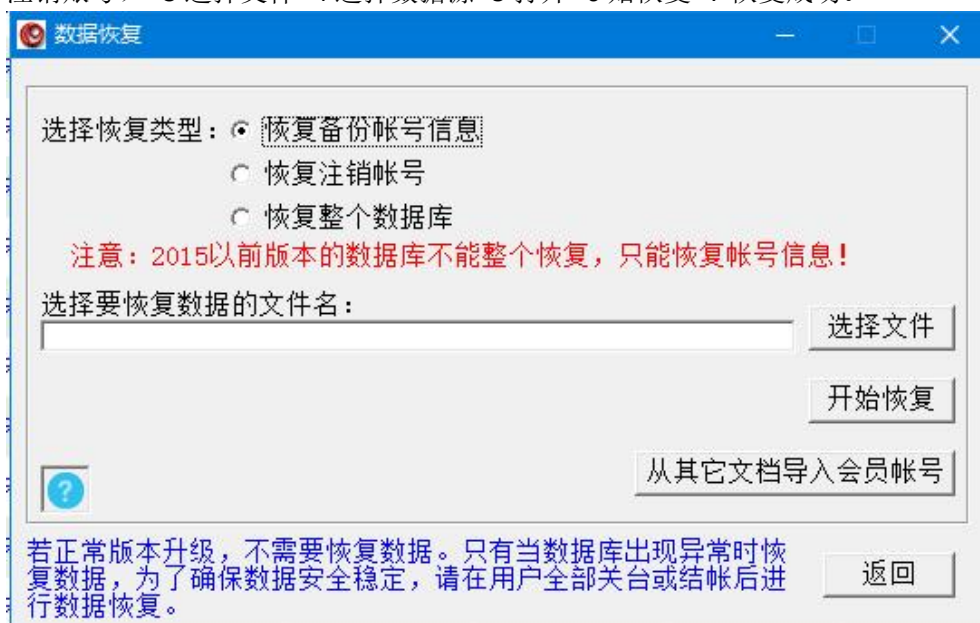 数据恢复
选择恢复类型：
恢复备份帐号信息
恢复注销帐号
恢复整个数据库
注意：2015以前版本的数据库不能整个恢复，只能恢复帐号信息！
选择要恢复数据的文件名：
选择文件
开始恢复
从其它文档导入会员帐号
?
若正常版本升级，不需要恢复数据。只有当数据库出现异常时恢
复数据，为了确保数据安全稳定，请在用户全部关台或结帐后进
行数据恢复。
返回